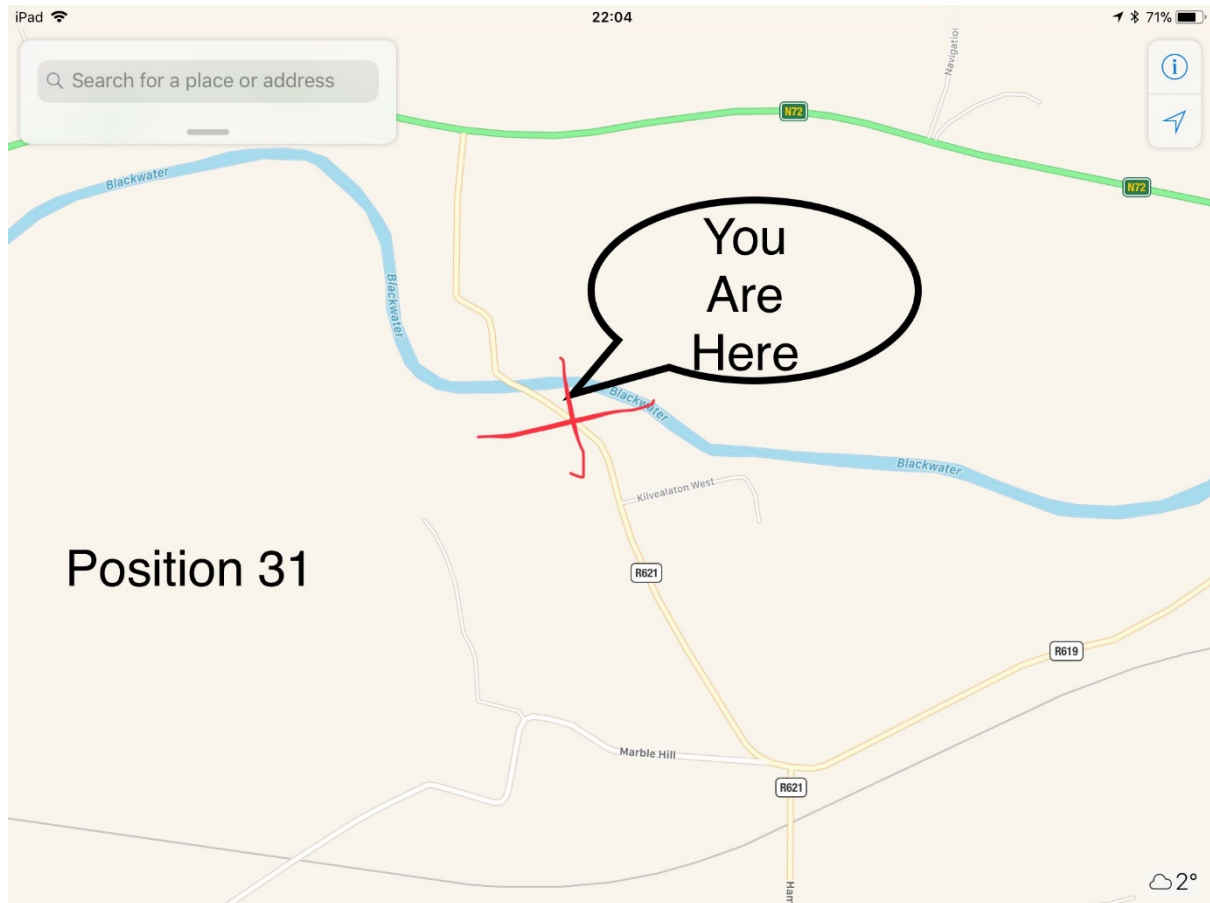 iPad
22:04
71%
Search for a place or address
N72
N72
Blackwater
You
Are
Here
Blackwater
Blackwater
Blackwater
Kilvealaton West
Position 31
R621
R619
Marble Hill
R621
2°